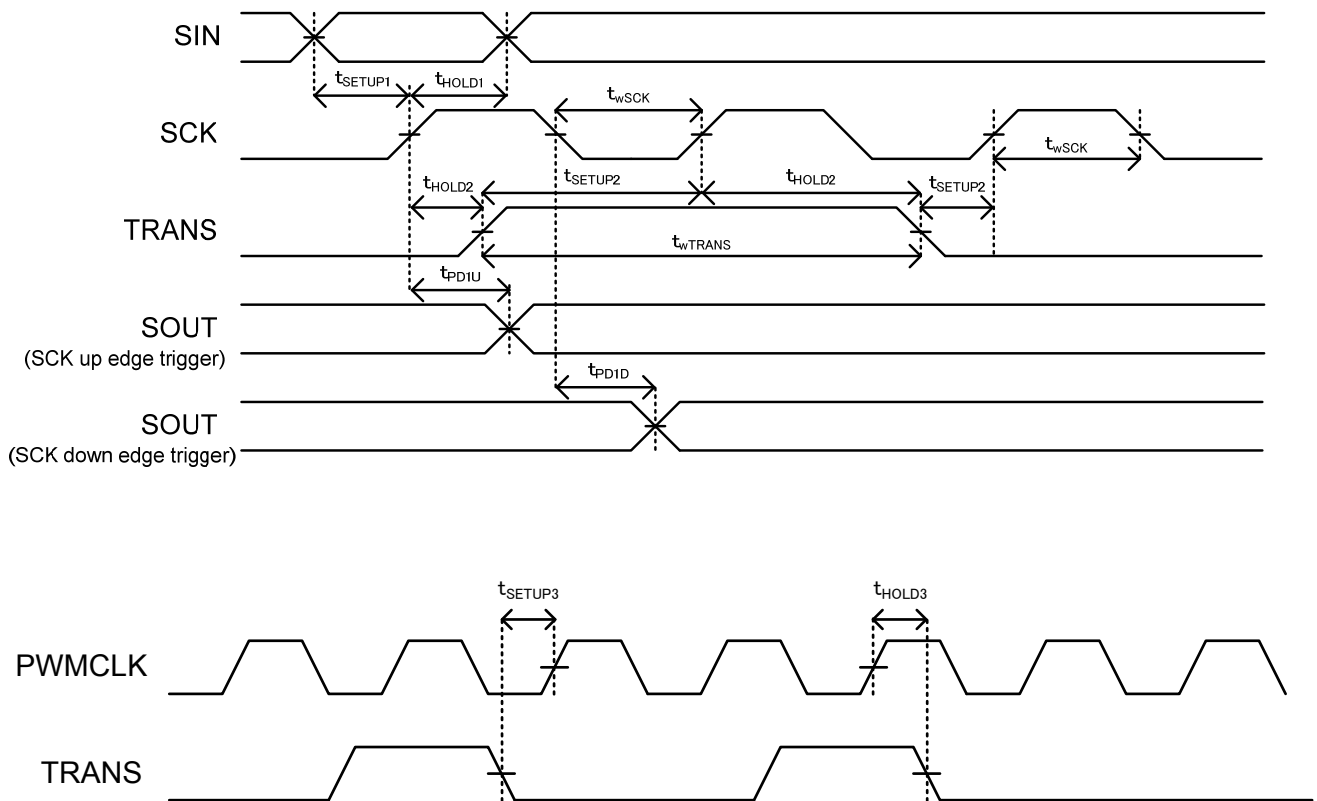 SIN
tSETUP1
tHOLD1
twSCK
SCK
twSCK
tHOLD2
tSETUP2
tHOLD2
tSETUP2
TRANS
twTRANS
tPD1U
SOUT
(SCK up edge trigger)
tPD1D
SOUT
(SCK down edge trigger)
tSETUP3
tHOLD3
PWMCLK
TRANS